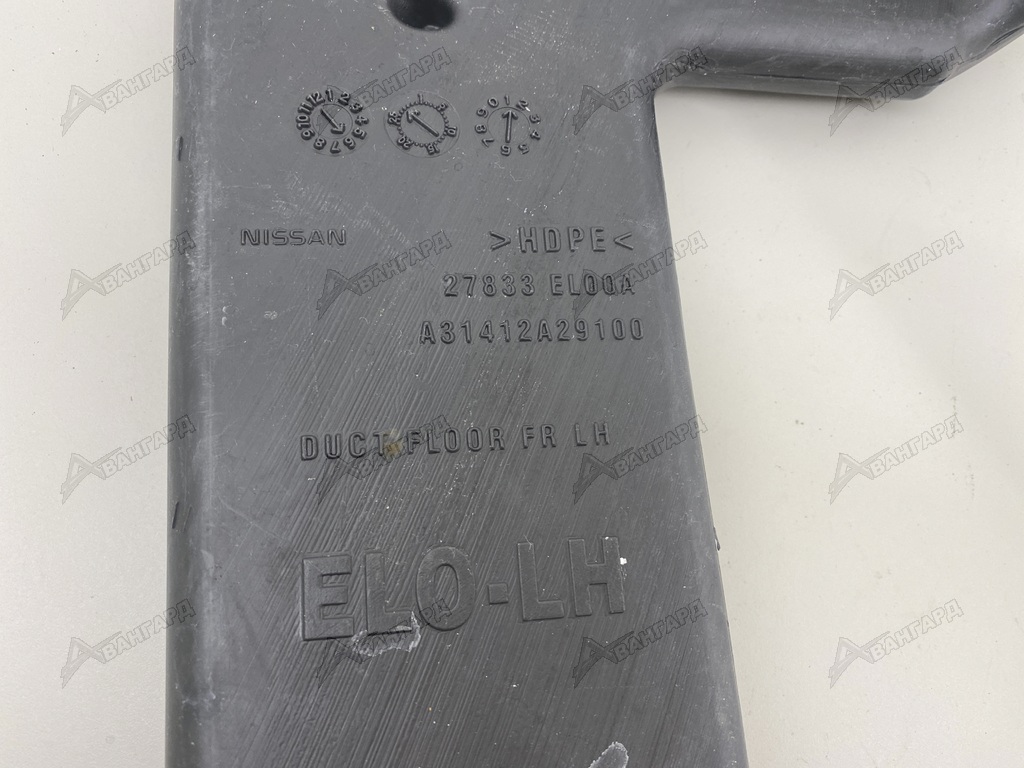 NISSAN >HDPE<
27833 EL00A
A31412A29100
DUCT FLOOR FR LH
EL0-LH
АВАНГАРД